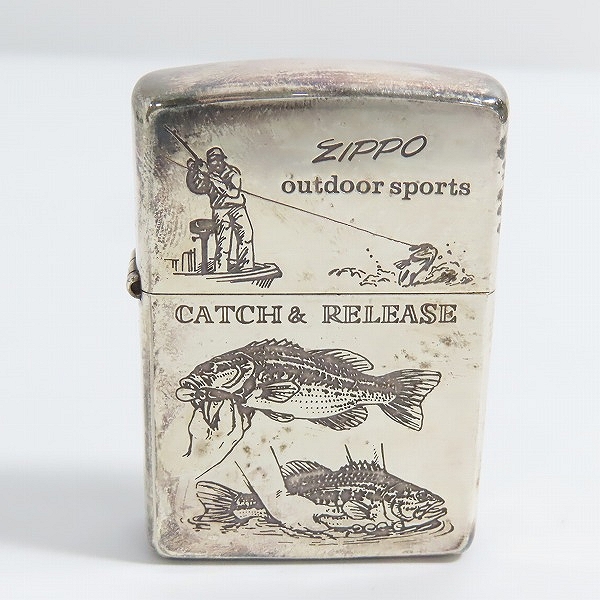 ZIPPO
outdoor sports
CATCH & RELEASE